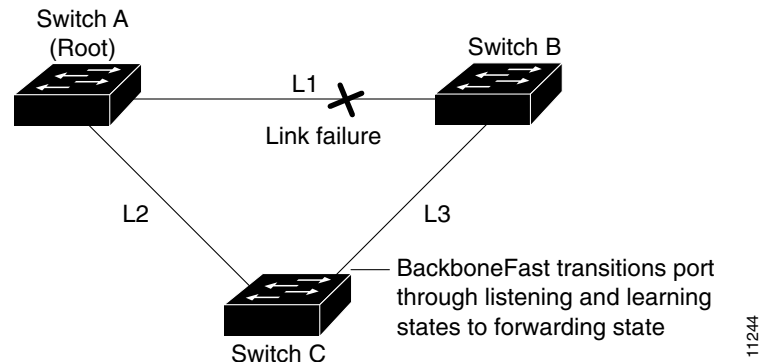 Switch A
(Root)
Switch B
L1
Link failure
L2
L3
BackboneFast transitions port
through listening and learning
states to forwarding state
Switch C
11244